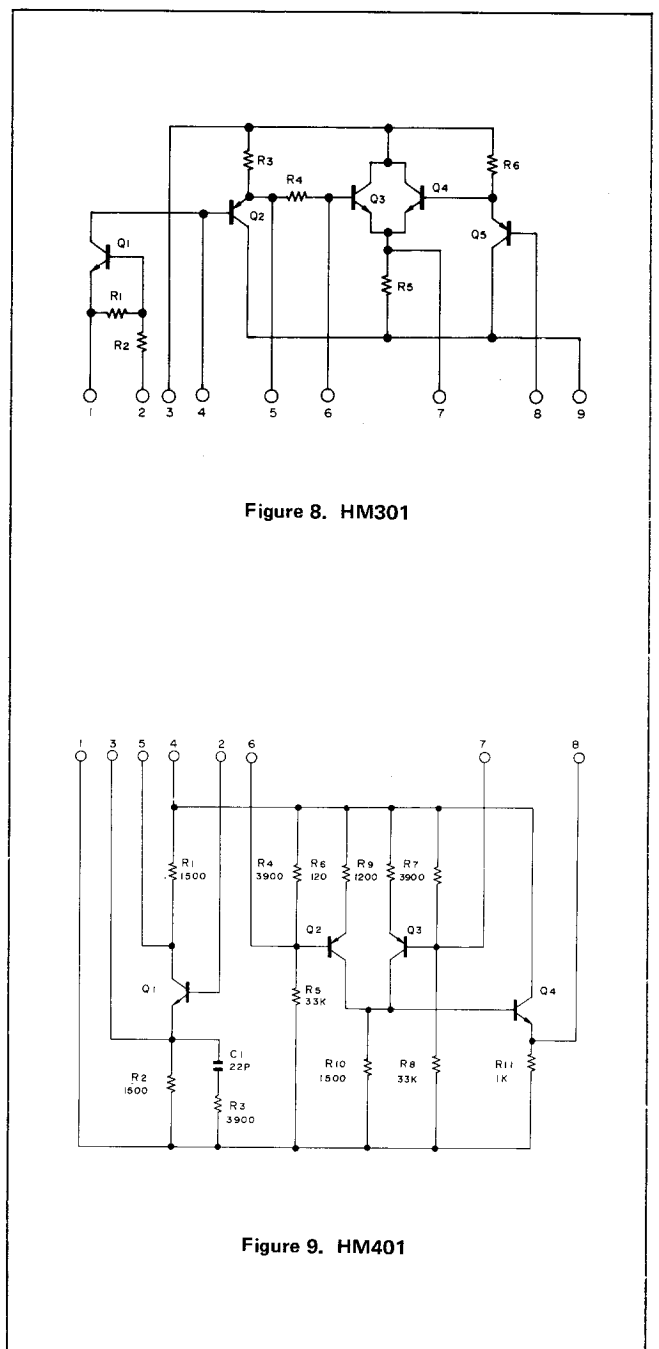 R3
R4
Q3
Q4
R6
Q2
Q5
Q1
R5
R1
R2
1 2 3 4 5 6 7 8 9
Figure 8. HM301
1 3 5 4 2 6 7 8
R1
1500
R4
3900
R6
120
R9
1200
R7
3900
Q2
Q3
Q1
R5
33K
Q4
C1
22P
R2
1500
R3
3900
R10
1500
R8
33K
R11
1K
Figure 9. HM401